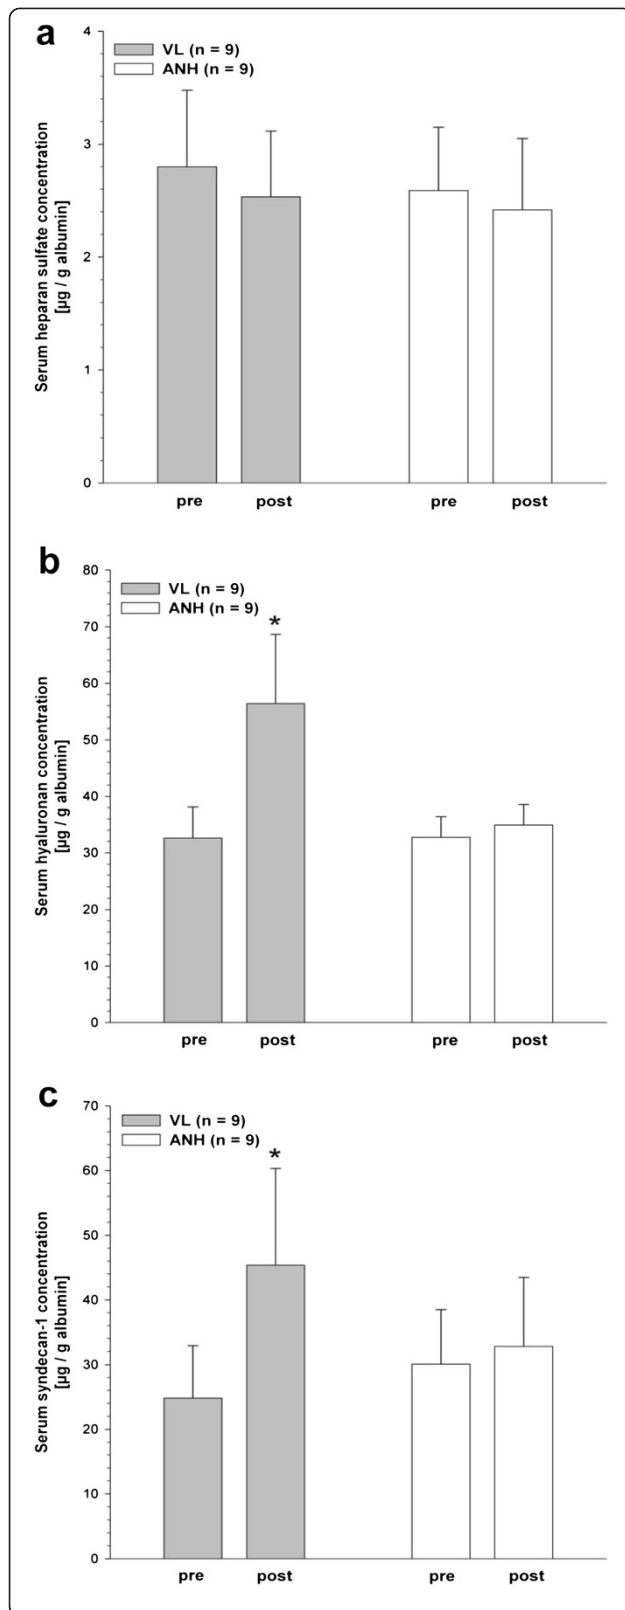 a
Serum heparan sulfate concentration
[µg / g albumin]
4
3
2
1
0
VL (n = 9)
ANH (n = 9)
pre
post
pre
post
b
Serum hyaluronan concentration
[µg / g albumin]
80
70
60
50
40
30
20
10
0
VL (n = 9)
ANH (n = 9)
*
pre
post
pre
post
c
Serum syndecan-1 concentration
[µg / g albumin]
70
60
50
40
30
20
10
0
VL (n = 9)
ANH (n = 9)
*
pre
post
pre
post